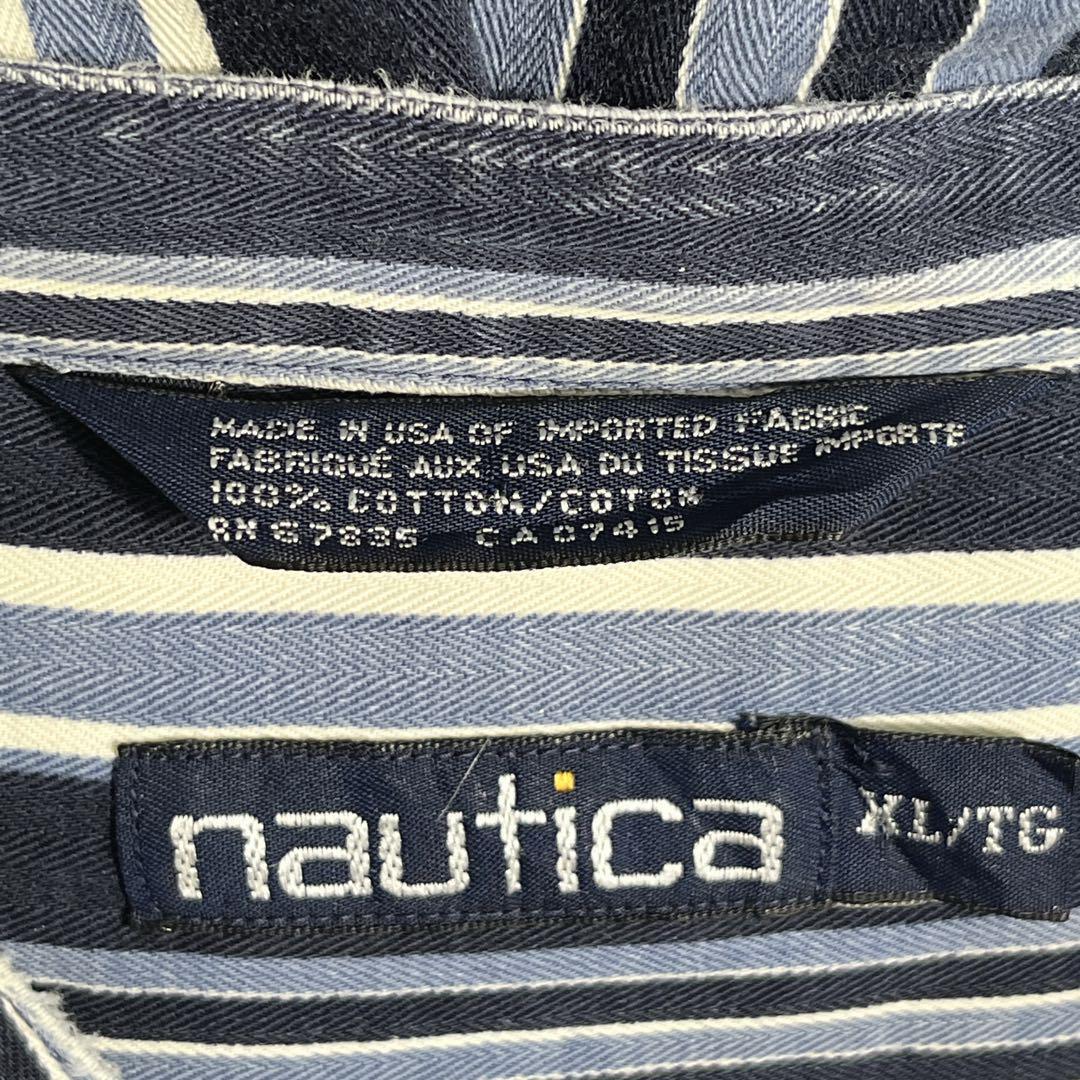 MADE IN USA OF IMPORTED FABRIC
FABRIQUÉ AUX USA DU TISSUE IMPORTE
100% COTTON/COTON
RN 67835 CA 07415
nautica XL/TG